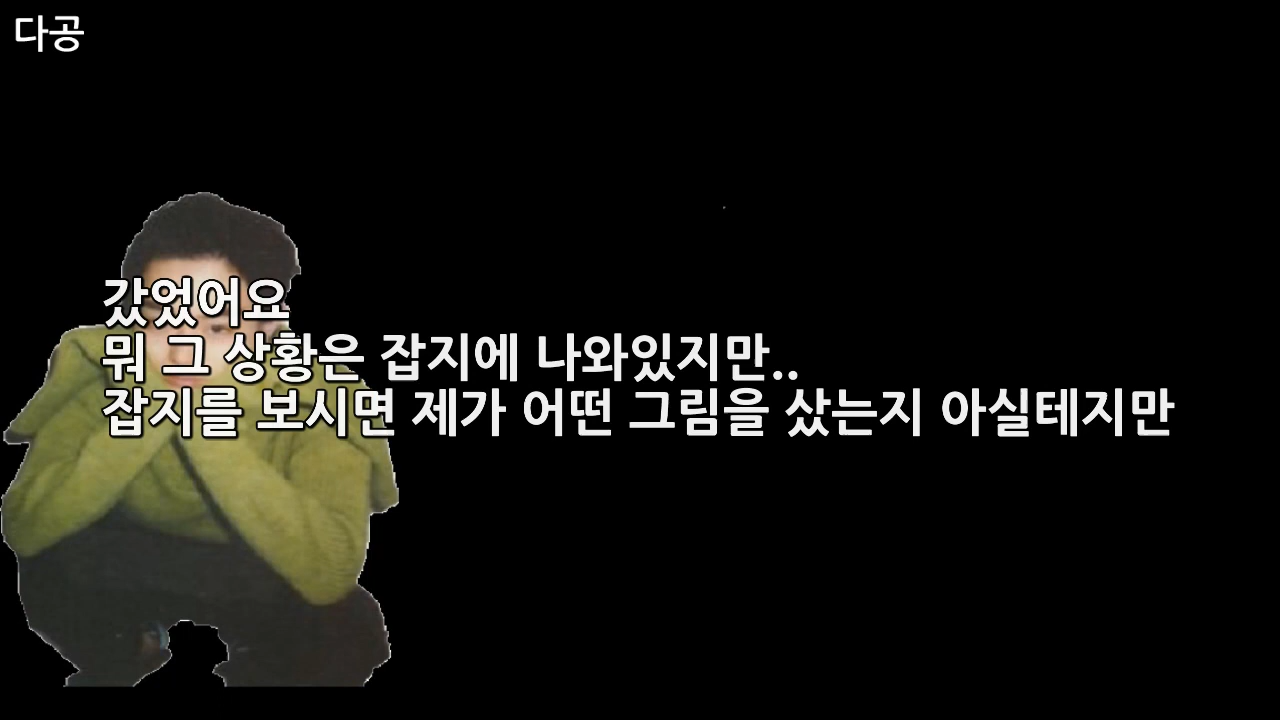 다공
갔었어요
뭐 그 상황은 잡지에 나와있지만..
잡지를 보시면 제가 어떤 그림을 샀는지 아실테지만